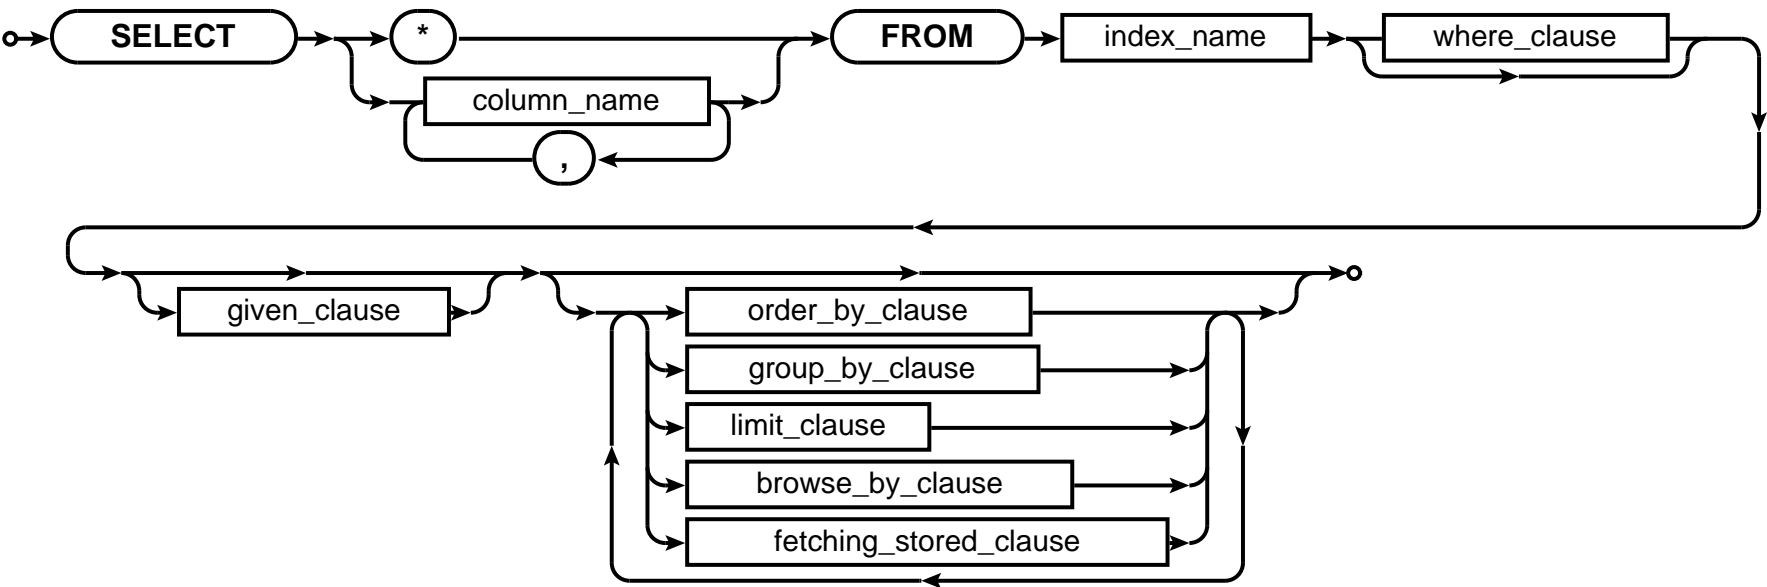 SELECT * FROM index_name where_clause
column_name
,
given_clause order_by_clause
group_by_clause
limit_clause
browse_by_clause
fetching_stored_clause